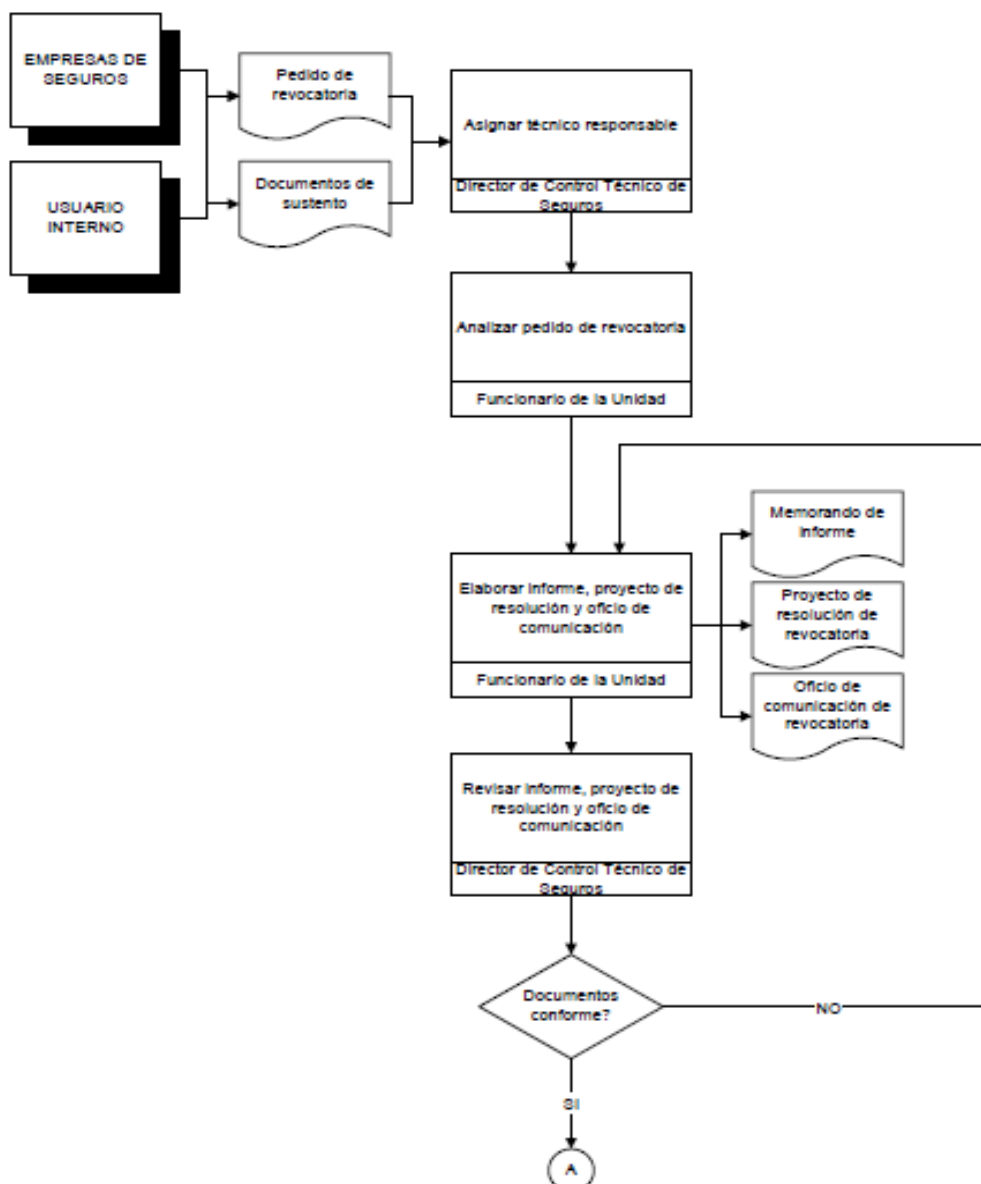 EMPRESAS DE
SEGUROS
Pedido de
revocatoria
Asignar técnico responsable
Documentos de
sustento
Director de Control Técnico de
Seguros
USUARIO
INTERNO
Analizar pedido de revocatoria
Funcionario de la Unidad
Memorando de
Informe
Elaborar Informe, proyecto de
resolución y oficio de
comunicación
Proyecto de
resolución de
revocatoria
Funcionario de la Unidad
Oficio de
comunicación de
revocatoria
Revisar Informe, proyecto de
resolución y oficio de
comunicación
Director de Control Técnico de
Seguros
Documentos
conforme?
NO
SI
A